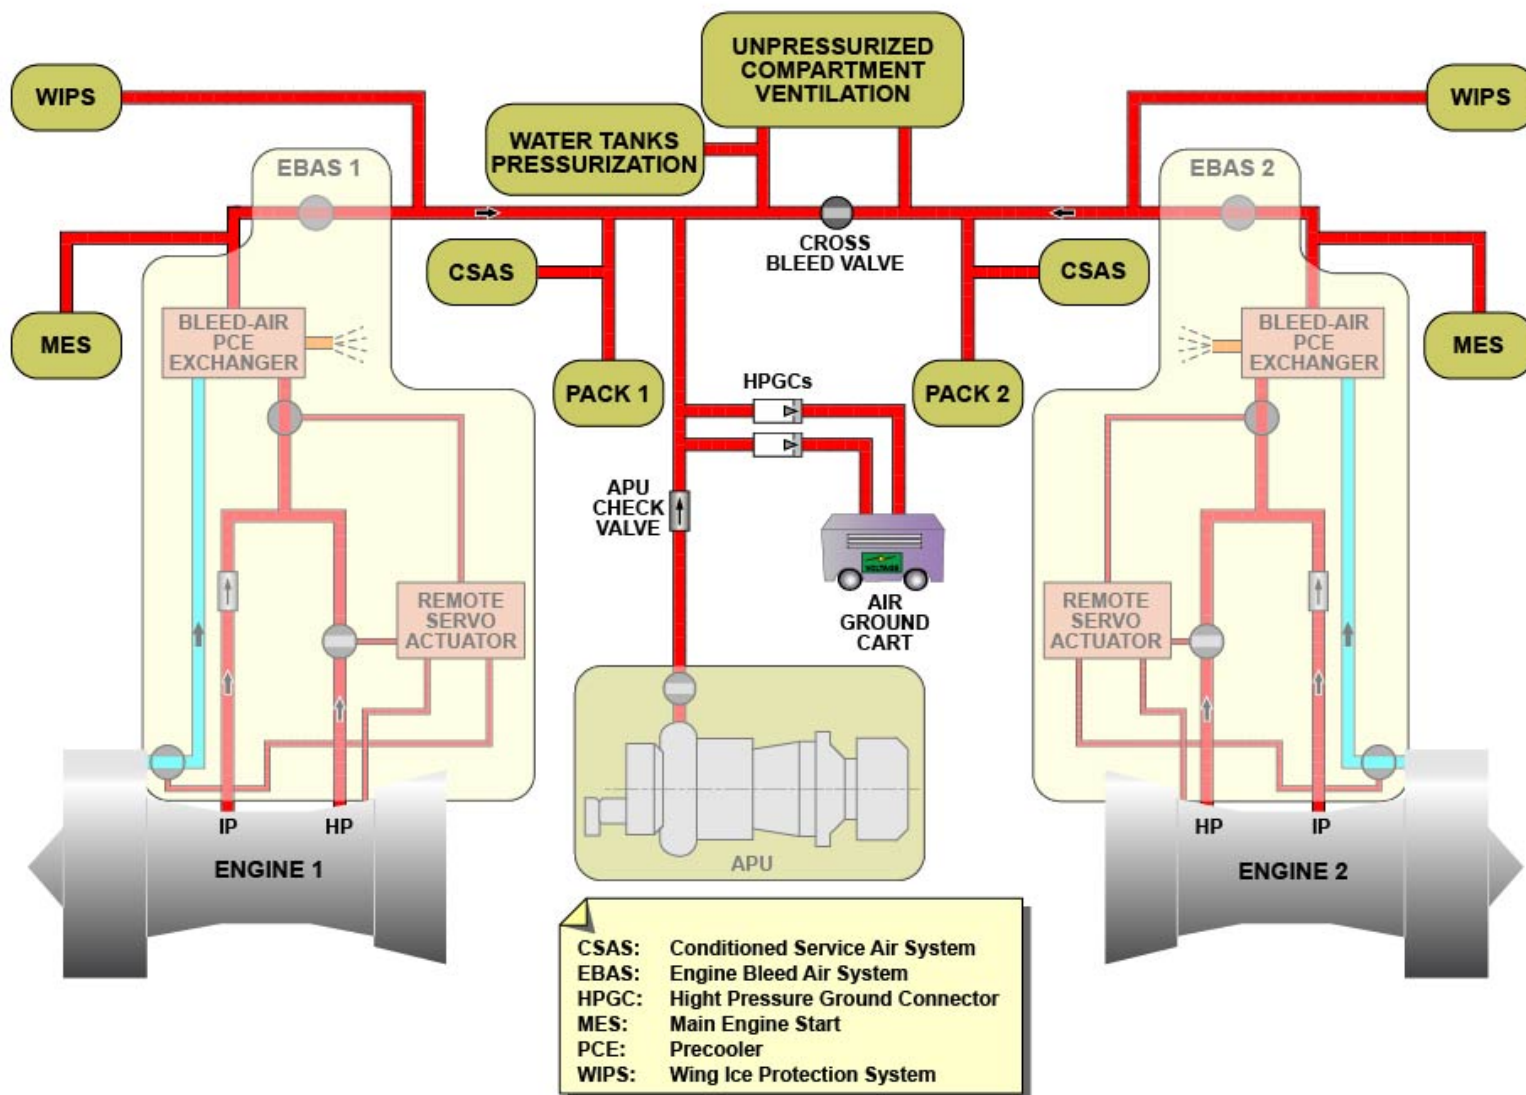 UNPRESSURIZED
COMPARTMENT
VENTILATION
WIPS
WIPS
WATER TANKS
PRESSURIZATION
EBAS 1
EBAS 2
CROSS
BLEED VALVE
CSAS
CSAS
MES
BLEED-AIR
PCE
EXCHANGER
BLEED-AIR
PCE
EXCHANGER
MES
PACK 1
HPGCs
PACK 2
APU
CHECK
VALVE
VOLTAGE
REMOTE
SERVO
ACTUATOR
AIR
GROUND
CART
REMOTE
SERVO
ACTUATOR
IP
HP
HP
IP
ENGINE 1
APU
ENGINE 2
CSAS: Conditioned Service Air System
EBAS: Engine Bleed Air System
HPGC: Hight Pressure Ground Connector
MES: Main Engine Start
PCE: Precooler
WIPS: Wing Ice Protection System